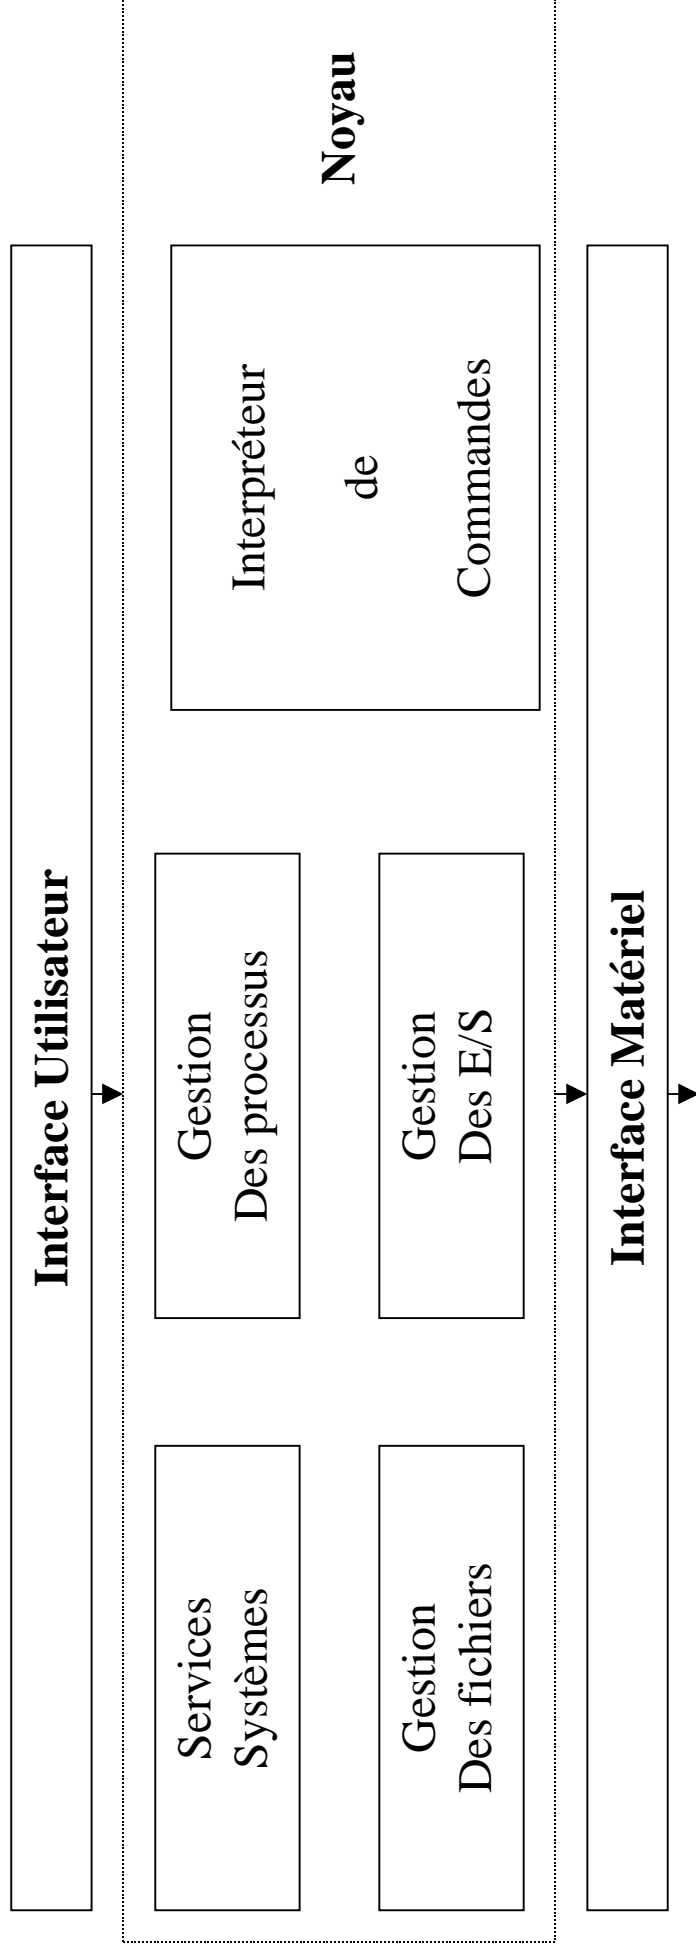 Interface Utilisateur
Services
Systèmes
Gestion
Des processus
Interpréteur
de
Commandes
Noyau
Gestion
Des fichiers
Gestion
Des E/S
Interface Matériel